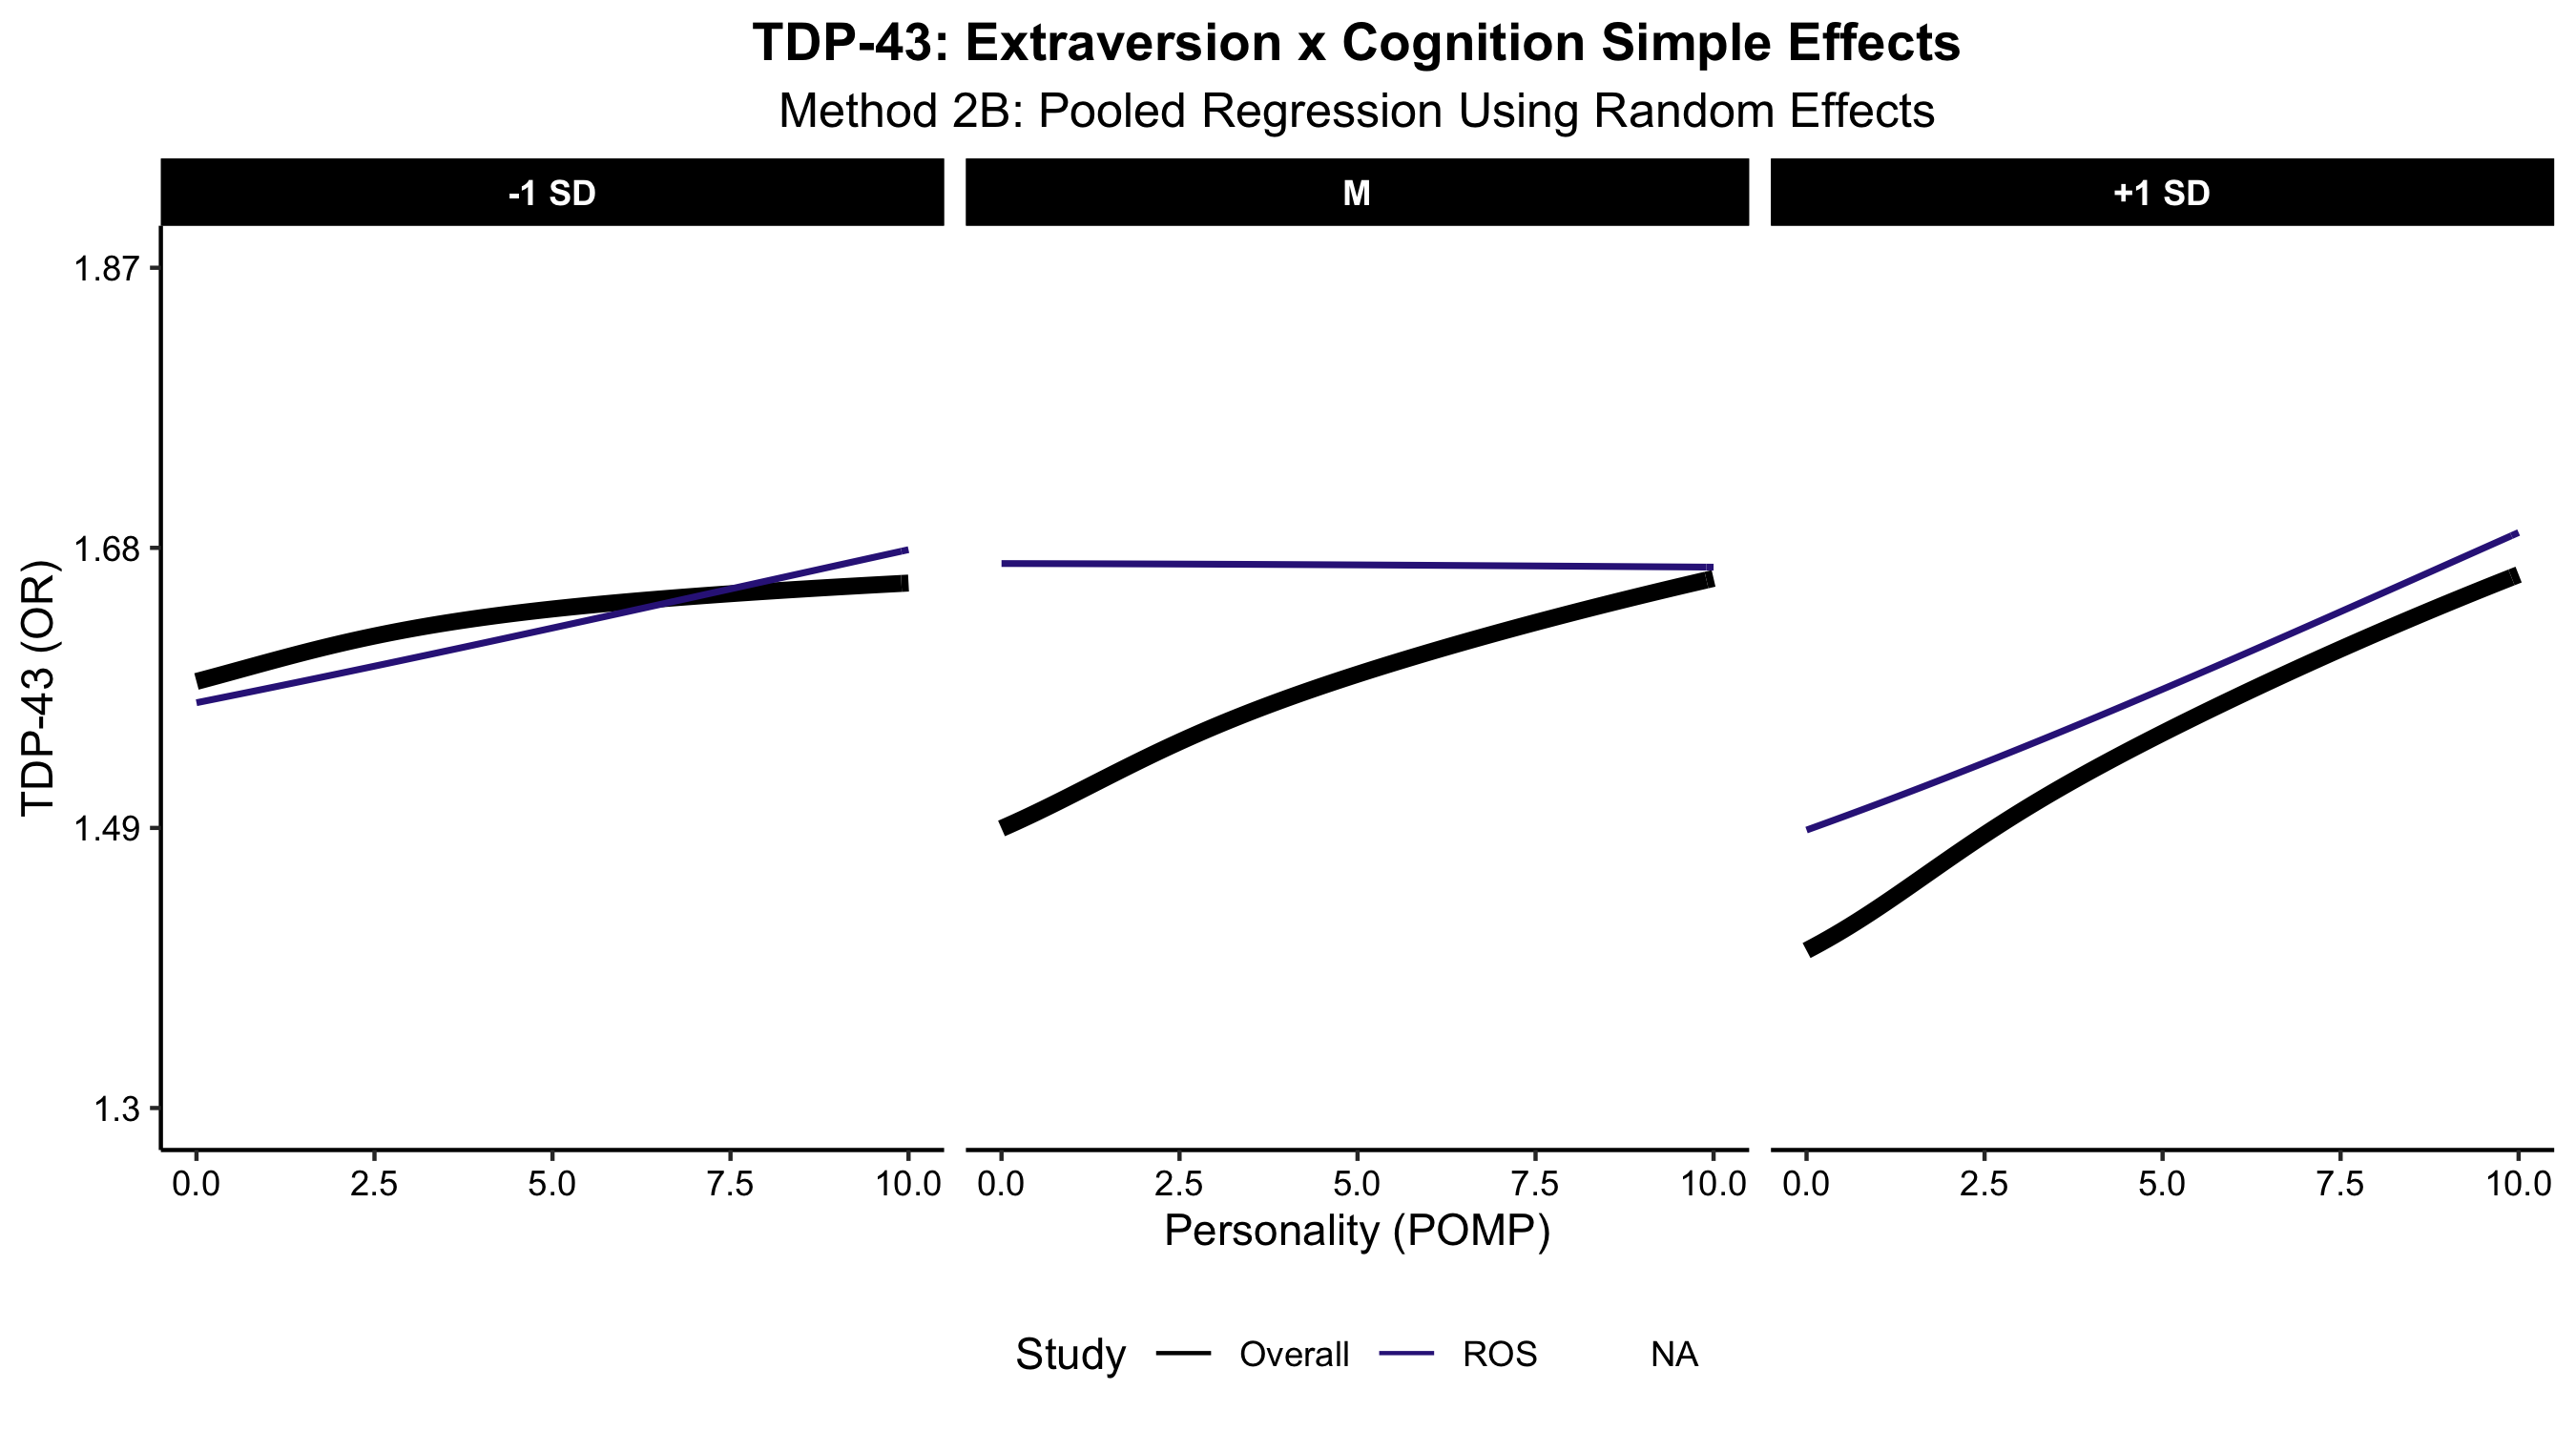 TDP-43: Extraversion x Cognition Simple Effects
Method 2B: Pooled Regression Using Random Effects
-1 SD
M
+1 SD
TDP-43 (OR)
1.87
1.68
1.49
1.3
0.0 2.5 5.0 7.5 10.0
0.0 2.5 5.0 7.5 10.0
0.0 2.5 5.0 7.5 10.0
Personality (POMP)
Study Overall ROS NA